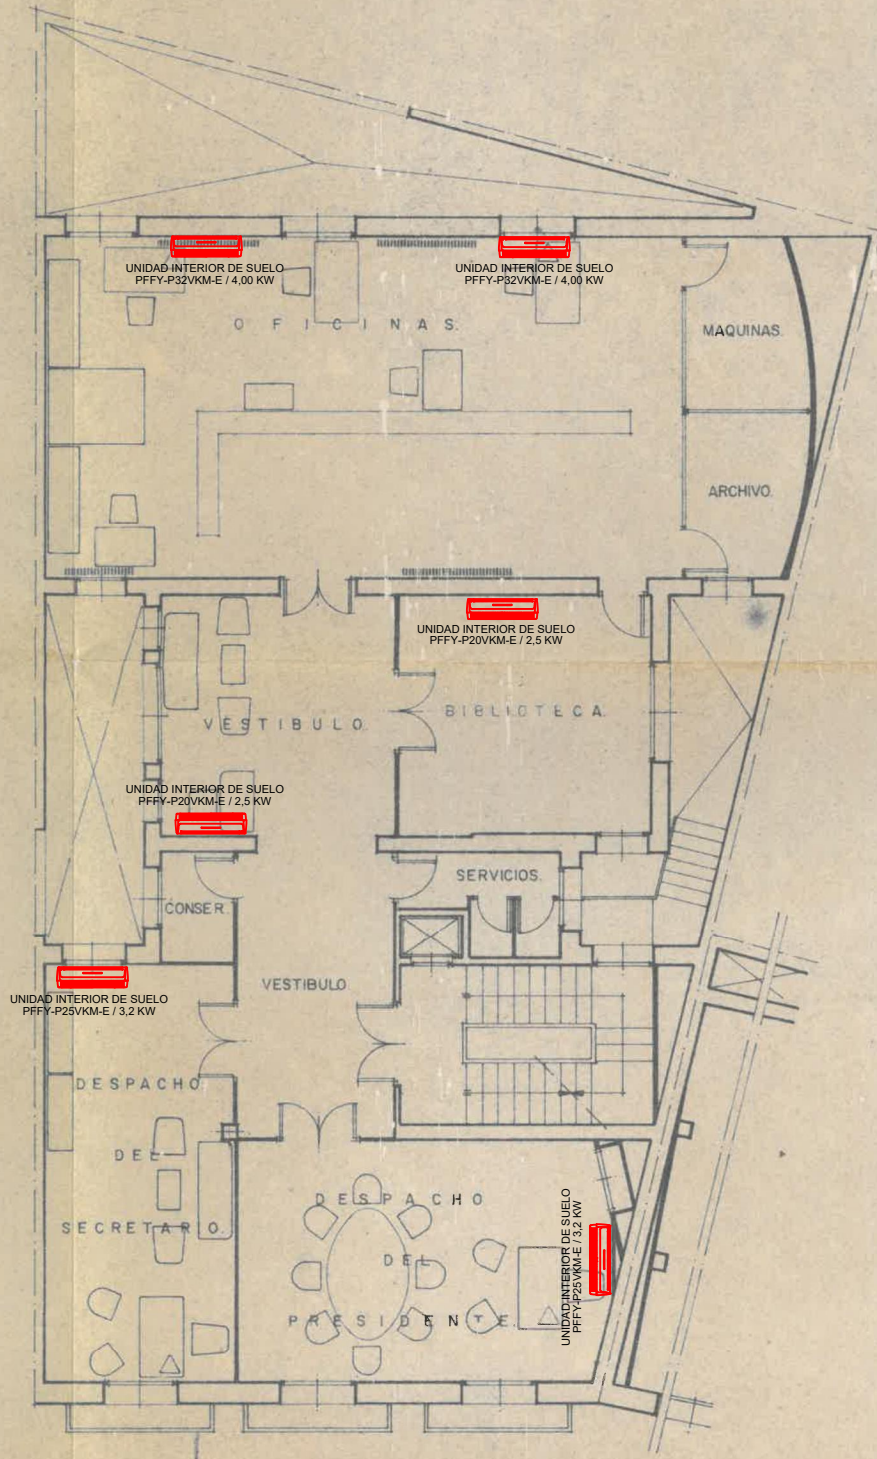 UNIDAD INTERIOR DE SUELO
PFFY-P32VKM-E / 4,00 KW
UNIDAD INTERIOR DE SUELO
PFFY-P32VKM-E / 4,00 KW
OFICINAS.
MAQUINAS.
ARCHIVO.
UNIDAD INTERIOR DE SUELO
PFFY-P20VKM-E / 2,5 KW
VESTIBULO.
BIBLIOTECA.
UNIDAD INTERIOR DE SUELO
PFFY-P20VKM-E / 2,5 KW
SERVICIOS.
CONSER.
VESTIBULO
UNIDAD INTERIOR DE SUELO
PFFY-P25VKM-E / 3,2 KW
DESPACHO
DEL
SECRETARIO.
DESPACHO
DEL
PRESIDENTE.
UNIDAD INTERIOR DE SUELO
PFFY-P25VKM-E / 3,2 KW